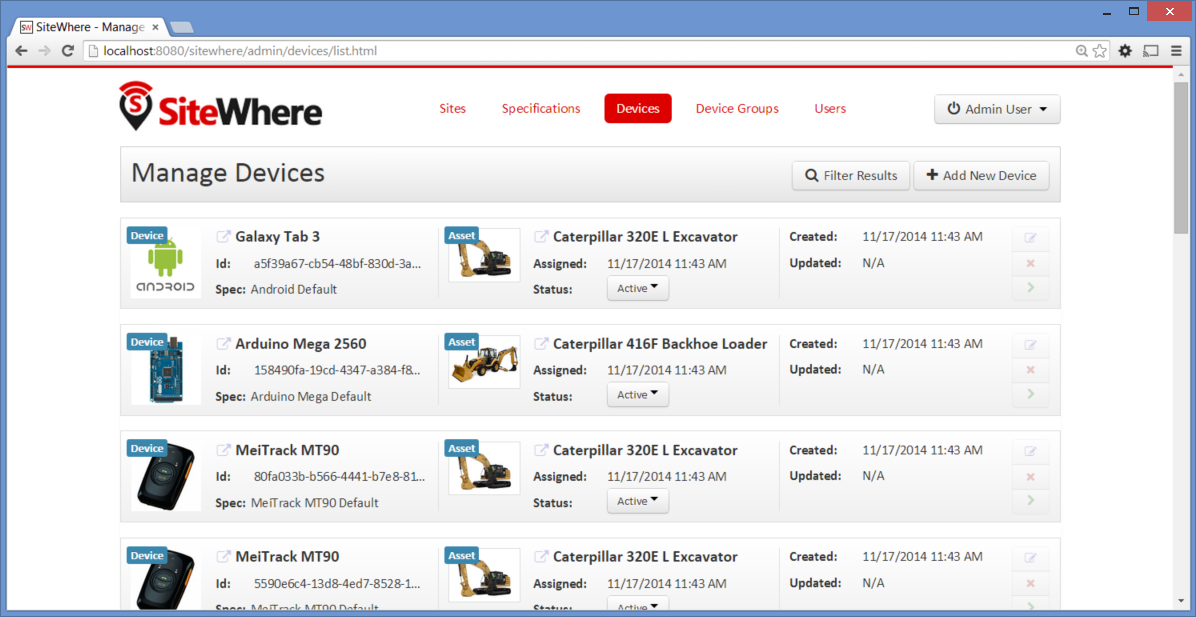 SiteWhere - Manage
localhost:8080/sitewhere/admin/devices/list.html
SiteWhere
Sites Specifications Devices Device Groups Users Admin User
Manage Devices
Filter Results Add New Device
Device Galaxy Tab 3 Asset Caterpillar 320E L Excavator Created: 11/17/2014 11:43 AM
Id: a5f39a67-cb54-48bf-830d-3a... Assigned: 11/17/2014 11:43 AM Updated: N/A
ANDROID Spec: Android Default Status: Active
Device Arduino Mega 2560 Asset Caterpillar 416F Backhoe Loader Created: 11/17/2014 11:43 AM
Id: 158490fa-19cd-4347-a384-f8... Assigned: 11/17/2014 11:43 AM Updated: N/A
Spec: Arduino Mega Default Status: Active
Device MeiTrack MT90 Asset Caterpillar 320E L Excavator Created: 11/17/2014 11:43 AM
Id: 80fa033b-b566-4441-b7e8-81... Assigned: 11/17/2014 11:43 AM Updated: N/A
Spec: MeiTrack MT90 Default Status: Active
Device MeiTrack MT90 Asset Caterpillar 320E L Excavator Created: 11/17/2014 11:43 AM
Id: 5590e6c4-13d8-4ed7-8528-1... Assigned: 11/17/2014 11:43 AM Updated: N/A
Spec: MeiTrack MT90 Default Status: Active